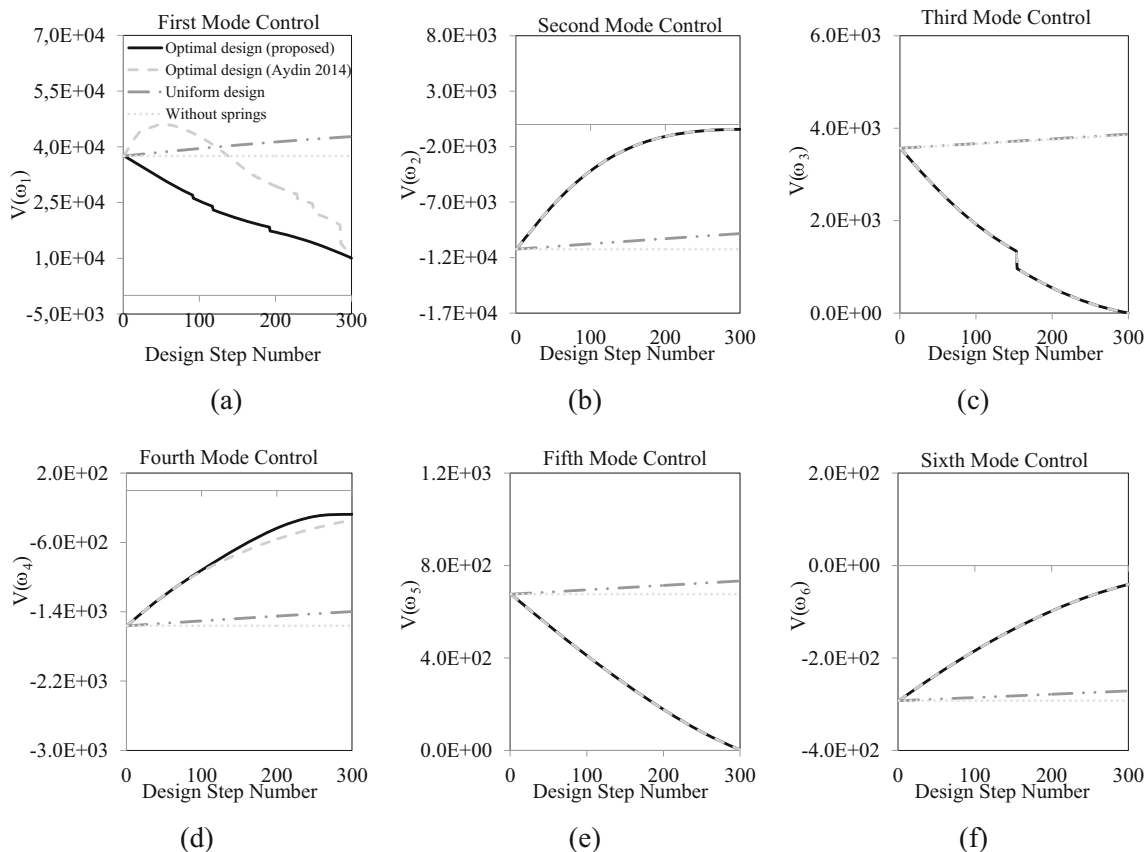 First Mode Control
7,0E+04
5,5E+04
4,0E+04
2,5E+04
1,0E+04
-5,0E+03
V(ω1)
Optimal design (proposed)
Optimal design (Aydin 2014)
Uniform design
Without springs
0 100 200 300
Design Step Number
(a)
Second Mode Control
8.0E+03
3.0E+03
-2.0E+03
-7.0E+03
-1.2E+04
-1.7E+04
V(ω2)
0 100 200 300
Design Step Number
(b)
Third Mode Control
6.0E+03
4.0E+03
2.0E+03
0.0E+00
V(ω3)
0 100 200 300
Design Step Number
(c)
Fourth Mode Control
2.0E+02
-6.0E+02
-1.4E+03
-2.2E+03
-3.0E+03
V(ω4)
0 100 200 300
Design Step Number
(d)
Fifth Mode Control
1.2E+03
8.0E+02
4.0E+02
0.0E+00
V(ω5)
0 100 200 300
Design Step Number
(e)
Sixth Mode Control
2.0E+02
0.0E+00
-2.0E+02
-4.0E+02
V(ω6)
0 100 200 300
Design Step Number
(f)